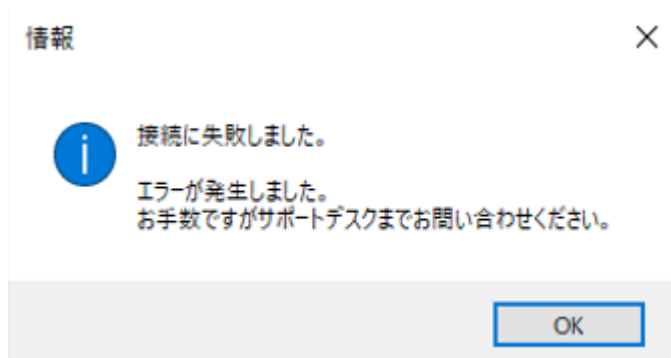 情報
接続に失敗しました。
エラーが発生しました。
お手数ですがサポートデスクまでお問い合わせください。
OK